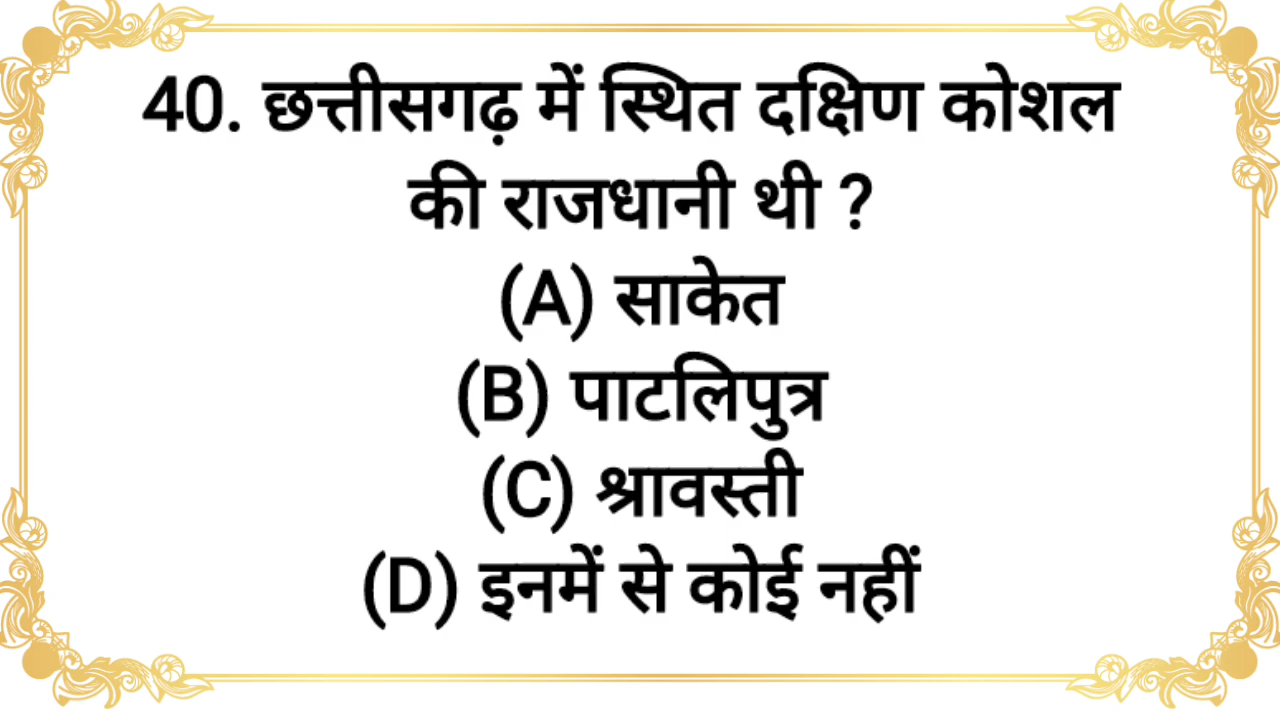 40. छत्तीसगढ़ में स्थित दक्षिण कोशल
की राजधानी थी ?
(A) साकेत
(B) पाटलिपुत्र
(C) श्रावस्ती
(D) इनमें से कोई नहीं